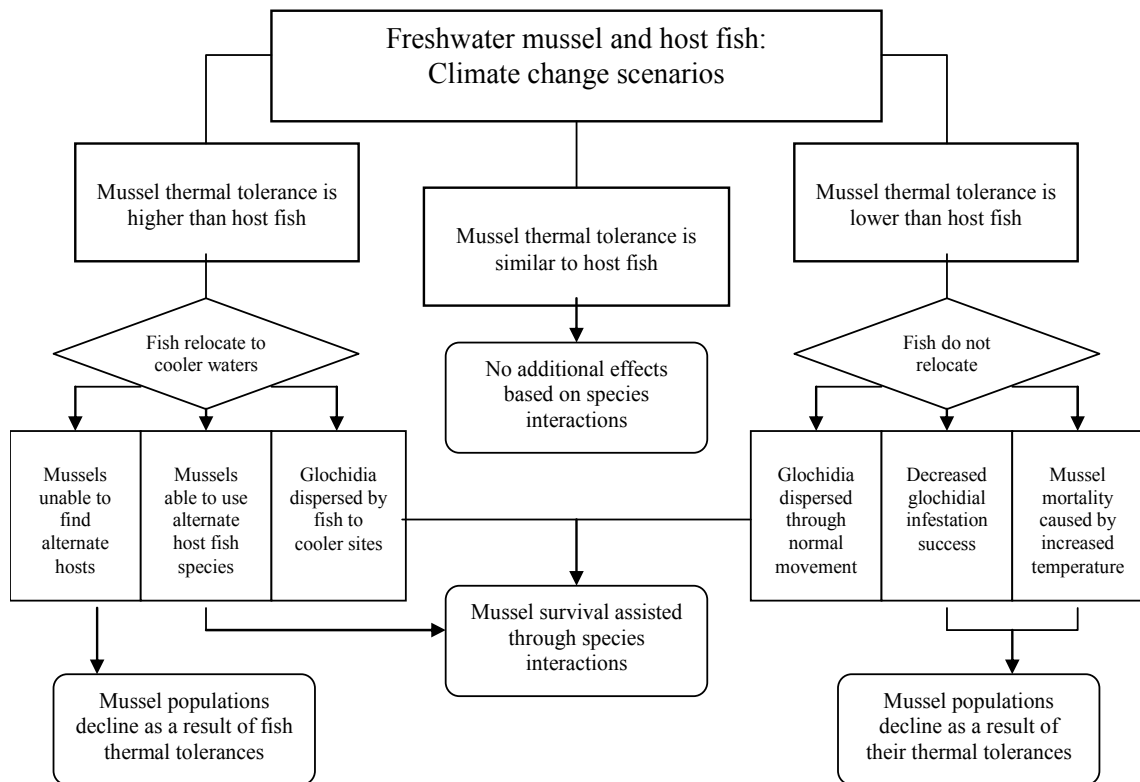 Freshwater mussel and host fish:
Climate change scenarios
Mussel thermal tolerance is
higher than host fish
Mussel thermal tolerance is
similar to host fish
Mussel thermal tolerance is
lower than host fish
Fish relocate to
cooler waters
No additional effects
based on species
interactions
Fish do not
relocate
Mussels
unable to
find
alternate
hosts
Mussels
able to use
alternate
host fish
species
Glochidia
dispersed by
fish to
cooler sites
Glochidia
dispersed
through
normal
movement
Decreased
glochidial
infestation
success
Mussel
mortality
caused by
increased
temperature
Mussel survival assisted
through species
interactions
Mussel populations
decline as a result of fish
thermal tolerances
Mussel populations
decline as a result of
their thermal tolerances